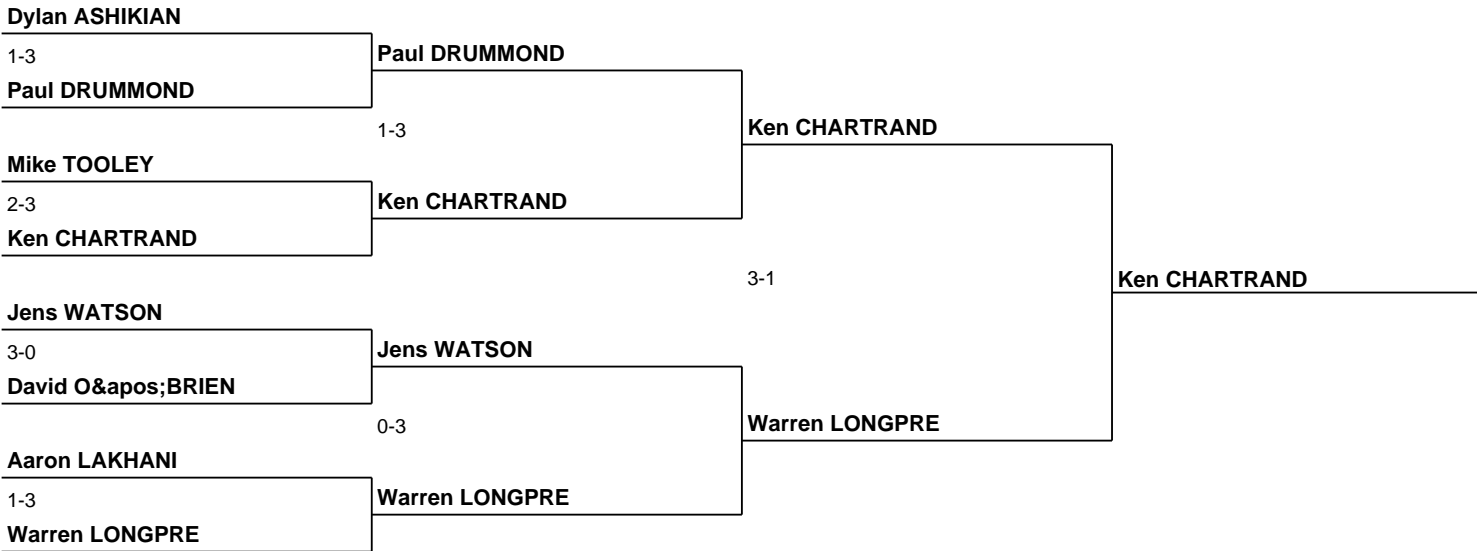 Dylan ASHIKIAN
1-3
Paul DRUMMOND
Paul DRUMMOND
1-3
Ken CHARTRAND
Mike TOOLEY
2-3
Ken CHARTRAND
Ken CHARTRAND
3-1
Ken CHARTRAND
Jens WATSON
3-0
Jens WATSON
David O&apos;BRIEN
0-3
Warren LONGPRE
Aaron LAKHANI
1-3
Warren LONGPRE
Warren LONGPRE